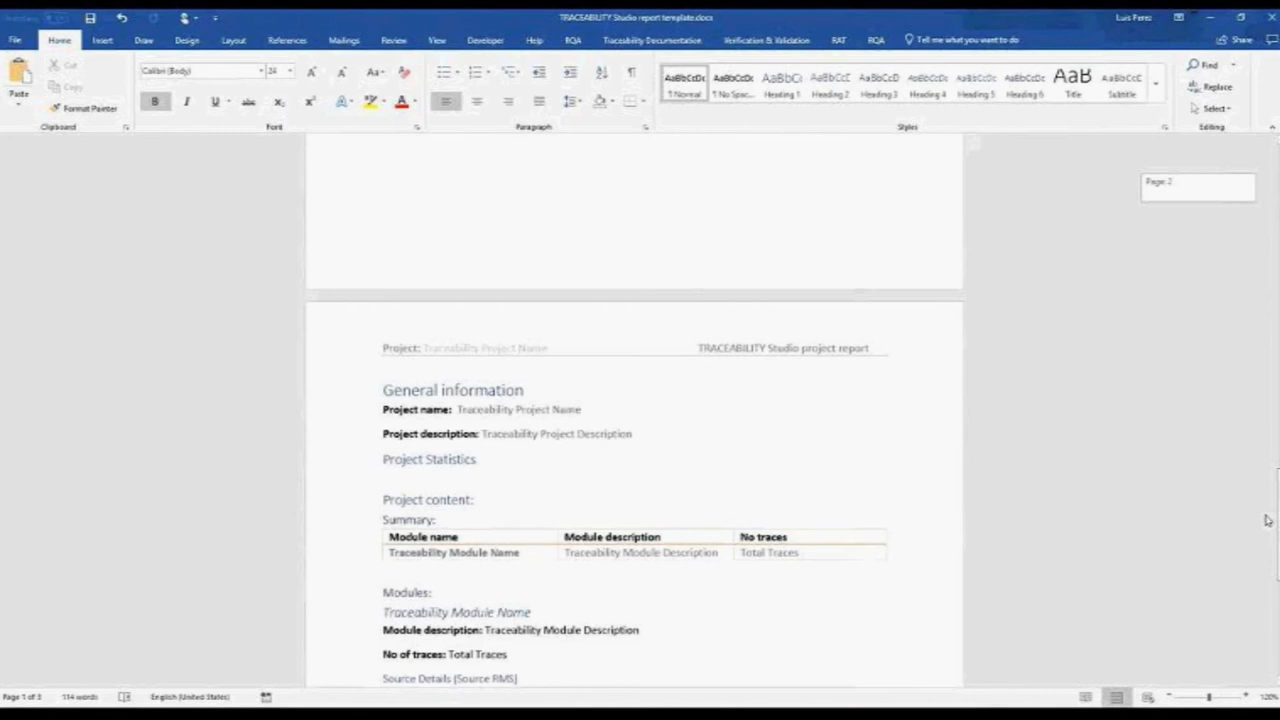 TRACEABILITY Studio report template.docx
Luis Perez
File Home Insert Draw Design Layout References Mailings Review View Developer Help RQA Traceability Documentation Verification & Validation RAT RQA Tell me what you want to do Share
Paste
Cut
Copy
Format Painter
Clipboard
Calibri (Body) 24
Font
Paragraph
AaBbCcDc AaBbCcDc AaBbC AaBbCcC AaBbCcD AaBbCcDc AaBbCcDc AaBbCcDc AaB AaBbCcD
¶ Normal ¶ No Spac... Heading 1 Heading 2 Heading 3 Heading 4 Heading 5 Heading 6 Title Subtitle
Styles
Find
Replace
Select
Editing
Page: 2
Project: Traceability Project Name TRACEABILITY Studio project report
General information
Project name: Traceability Project Name
Project description: Traceability Project Description
Project Statistics
Project content:
Summary:
Module name Module description No traces
Traceability Module Name Traceability Module Description Total Traces
Modules:
Traceability Module Name
Module description: Traceability Module Description
No of traces: Total Traces
Source Details [Source RMS]
Page 1 of 3 114 words English (United States) 120%